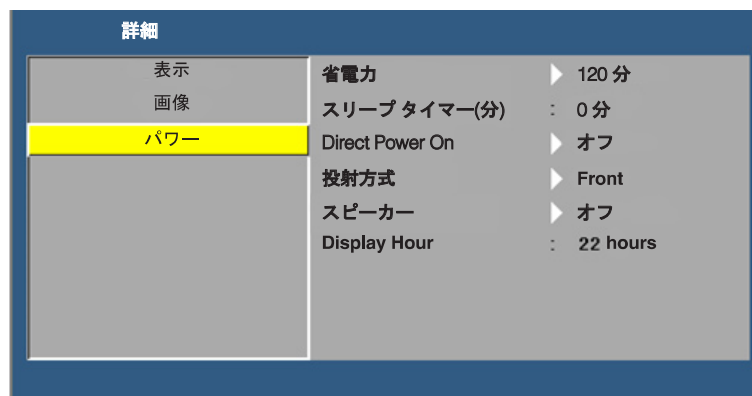 詳細
表示
画像
パワー
省電力 120 分
スリープ タイマー(分) : 0 分
Direct Power On オフ
投射方式 Front
スピーカー オフ
Display Hour : 22 hours